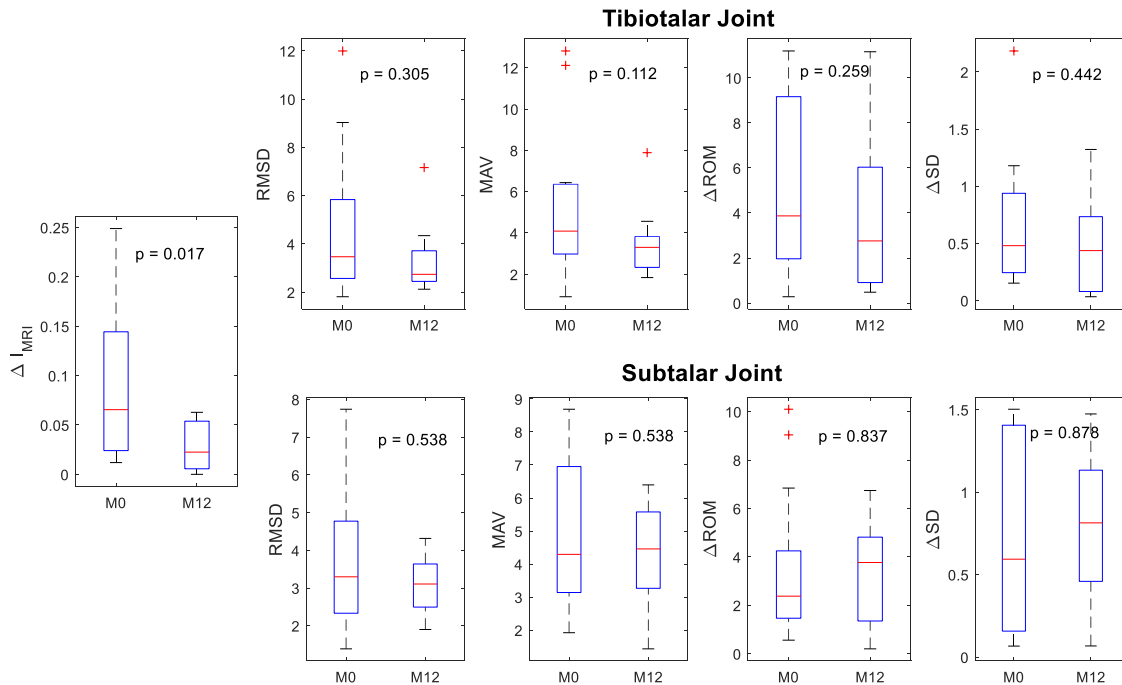 Tibiotalar Joint
Δ I_MRI
0.25
0.15
0.1
0.05
0
p = 0.017
M0
M12
RMSD
12
10
8
6
4
2
p = 0.305
M0
M12
MAV
12
10
8
6
4
2
p = 0.112
M0
M12
ΔROM
10
8
6
4
2
0
p = 0.259
M0
M12
ΔSD
2
1.5
1
0.5
0
p = 0.442
M0
M12
Subtalar Joint
RMSD
8
7
6
5
4
3
2
p = 0.538
M0
M12
MAV
9
8
7
6
5
4
3
2
p = 0.538
M0
M12
ΔROM
10
8
6
4
2
0
p = 0.837
M0
M12
ΔSD
1.5
1
0.5
0
p = 0.878
M0
M12